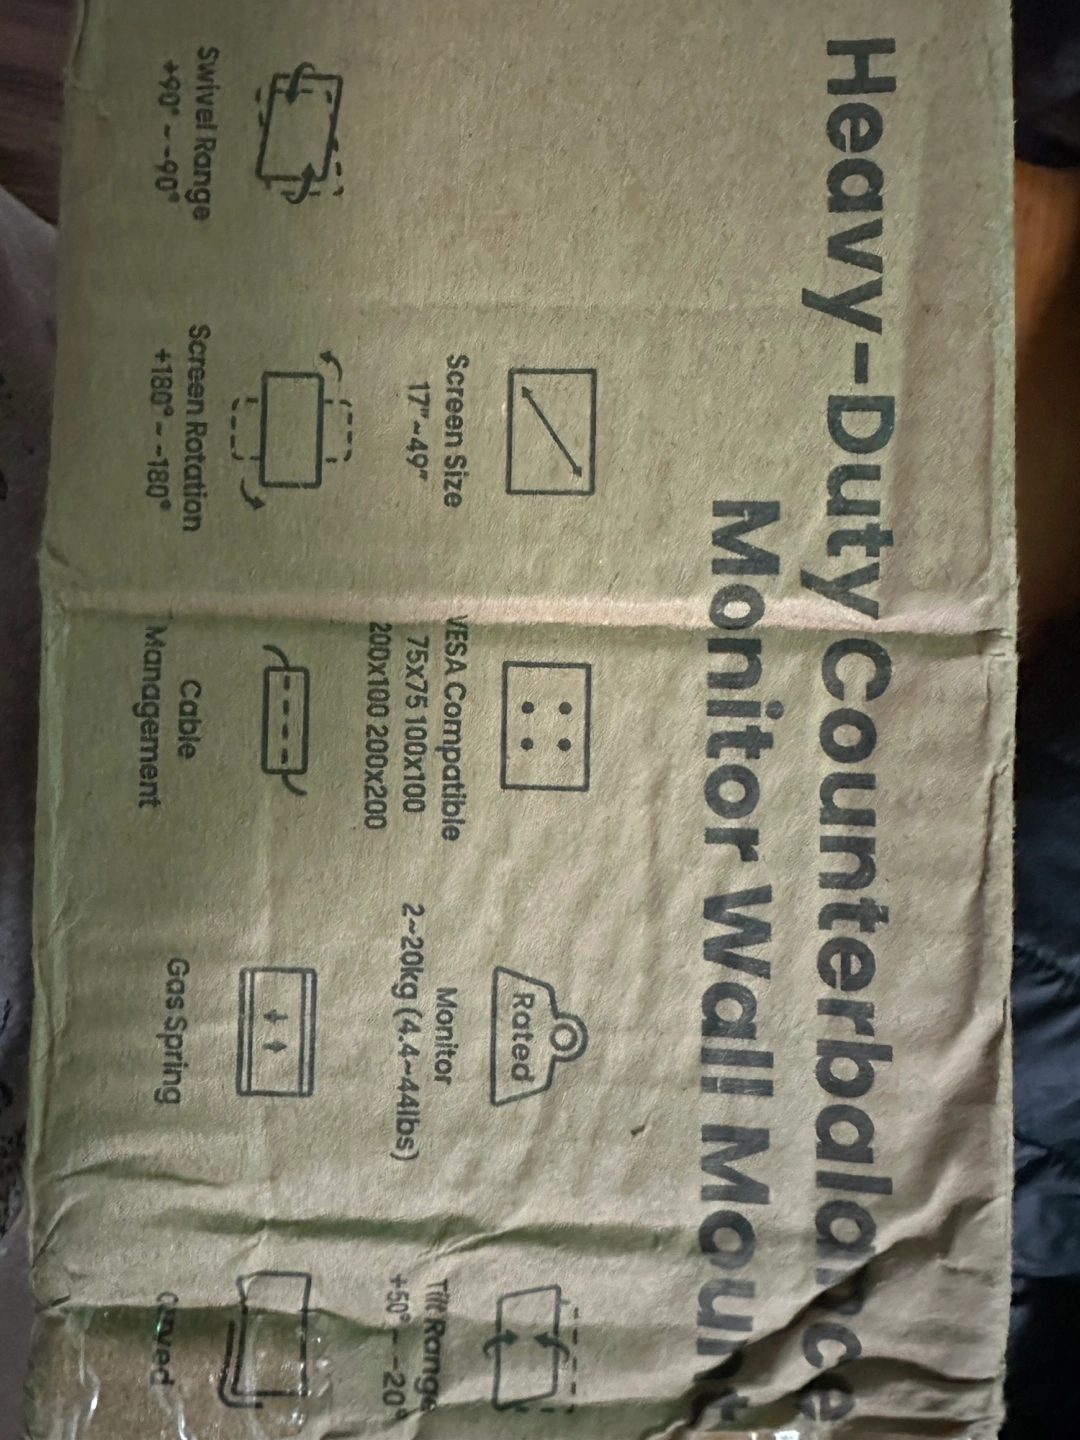 Heavy-Duty Counterbalance
Monitor Wall Mount
Screen Size
17"~49"
VESA Compatible
75x75 100x100
200x100 200x200
Rated
Monitor
2~20kg (4.4~44lbs)
Tilt Range
+50° ~ -20°
Swivel Range
+90° ~ -90°
Screen Rotation
+180° ~ -180°
Cable
Management
Gas Spring
Curved